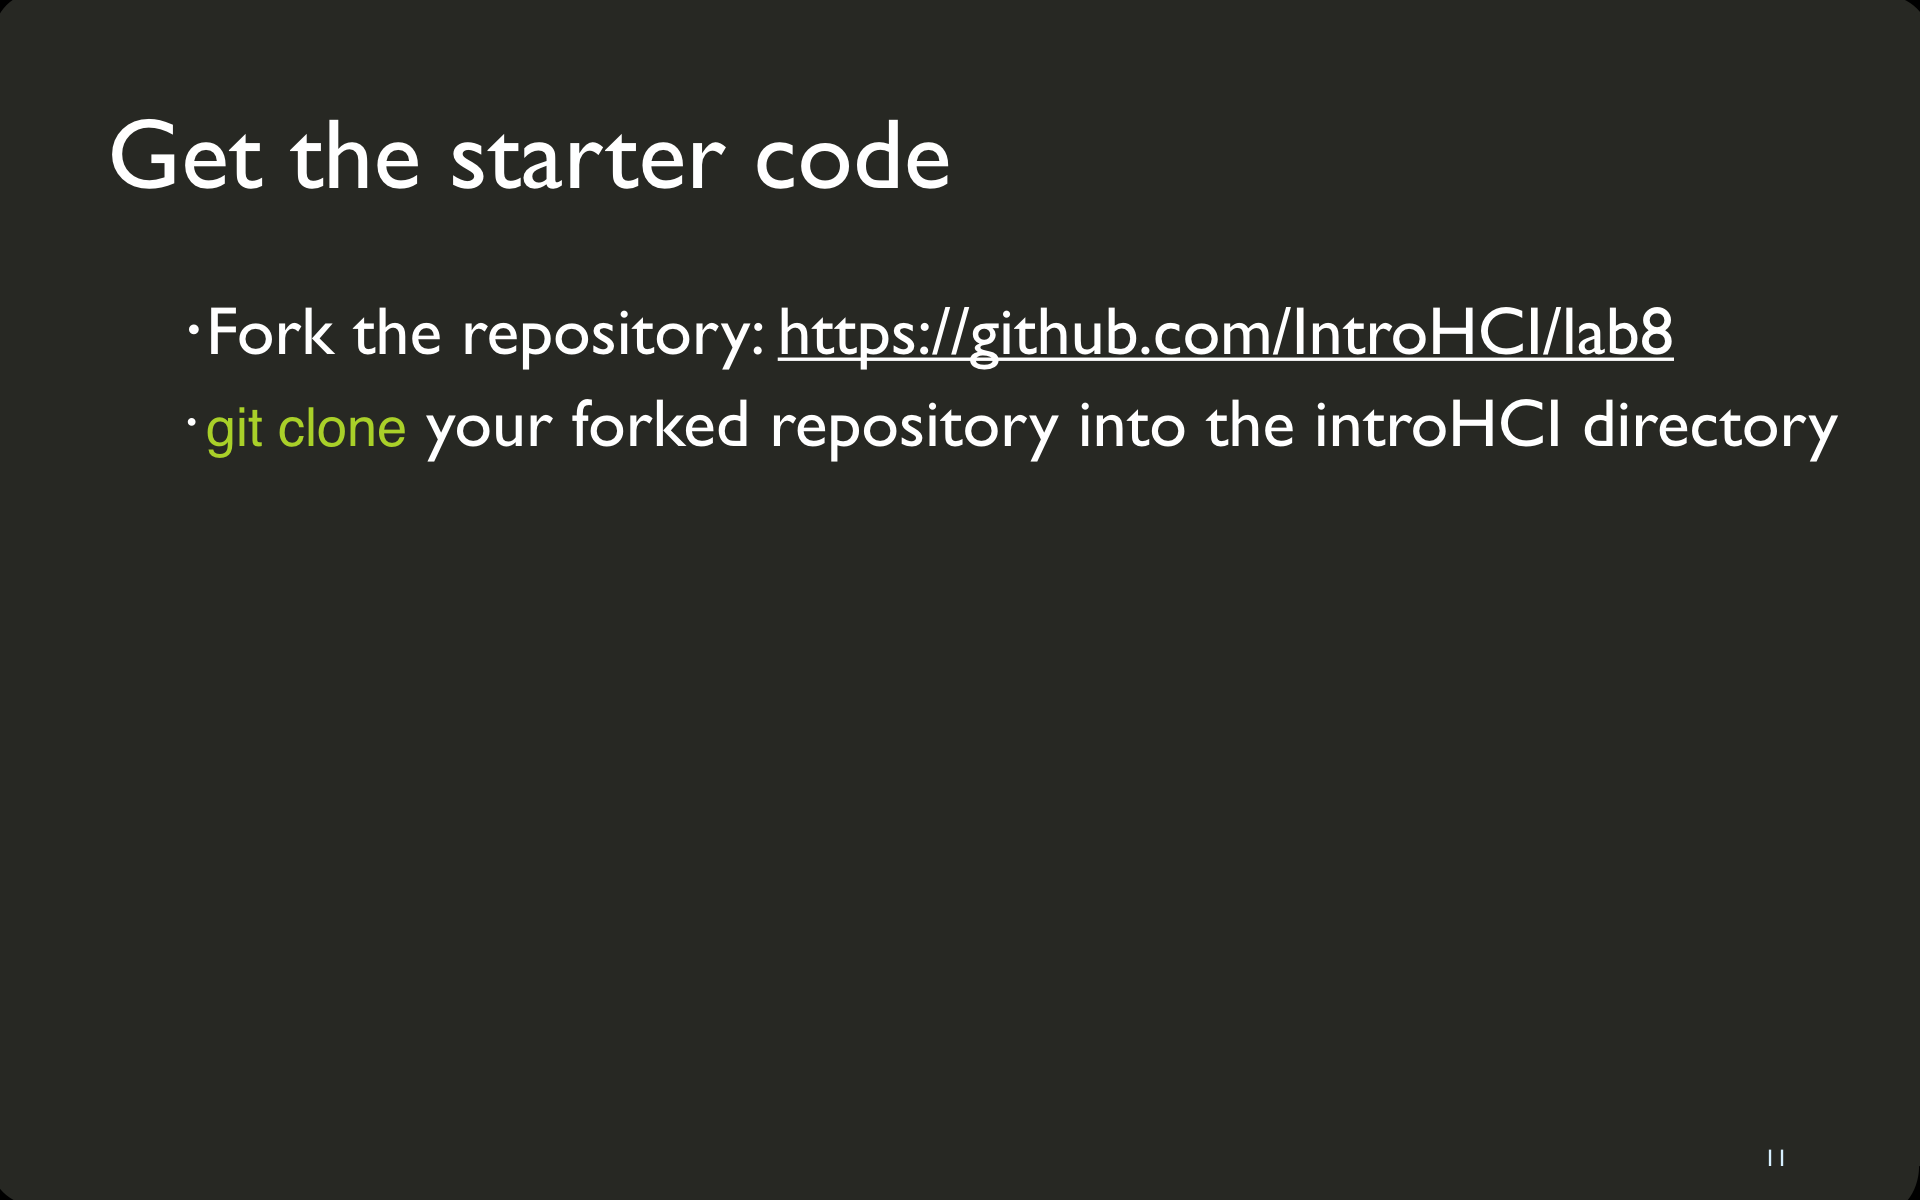 Get the starter code
·Fork the repository: https://github.com/IntroHCI/lab8
·git clone your forked repository into the introHCI directory
11